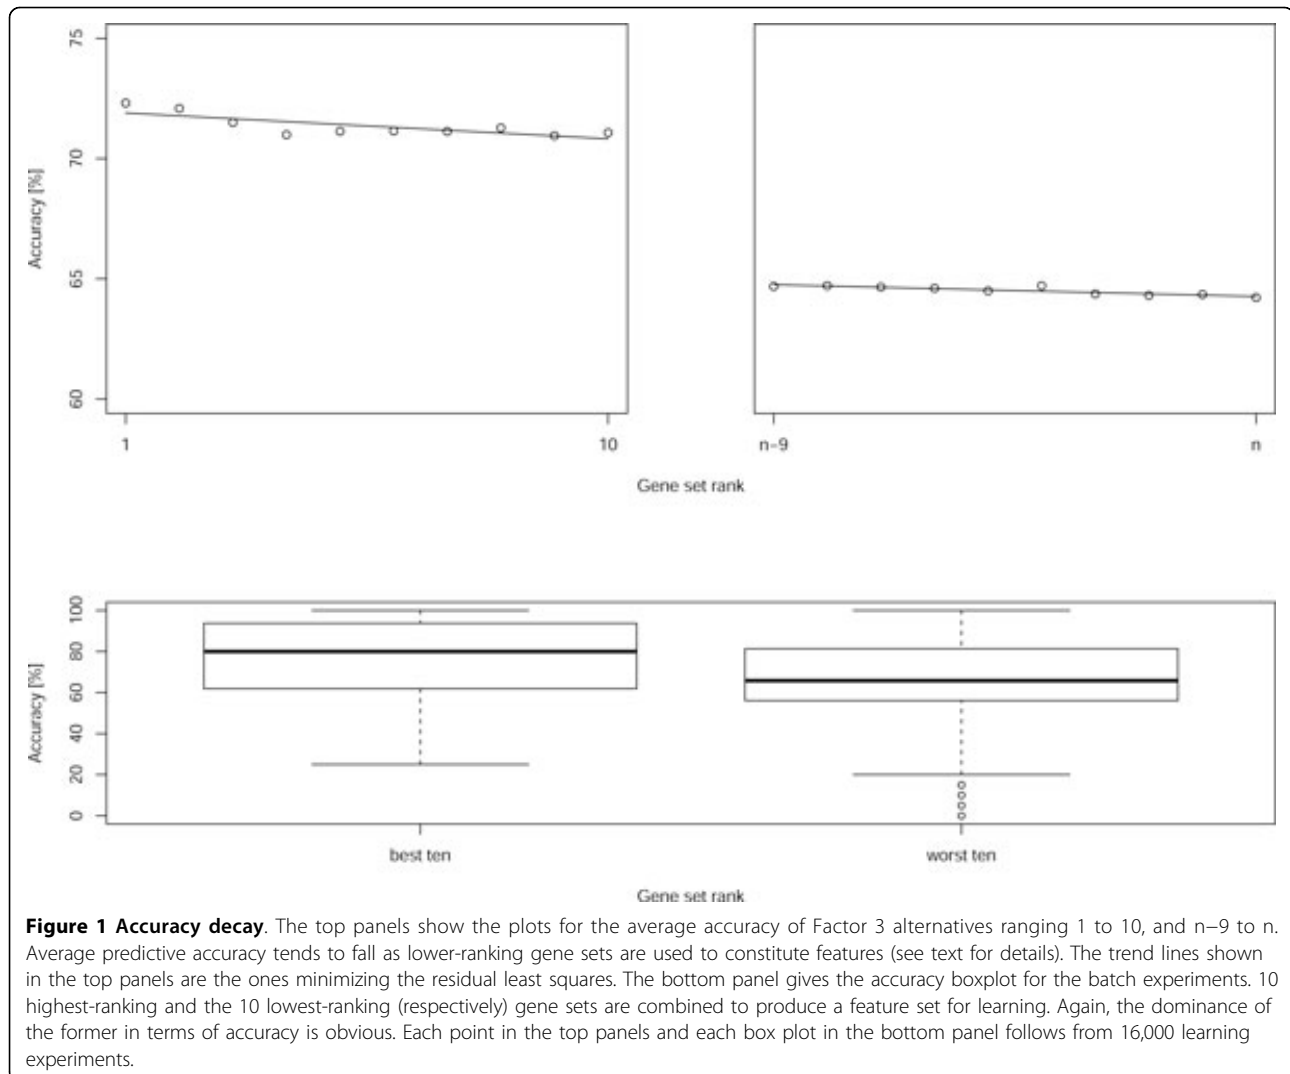 75
70
65
60
Accuracy [%]
1
10
n−9
n
Gene set rank
100
80
60
40
20
0
Accuracy [%]
best ten
worst ten
Gene set rank
Figure 1 Accuracy decay. The top panels show the plots for the average accuracy of Factor 3 alternatives ranging 1 to 10, and n−9 to n.
Average predictive accuracy tends to fall as lower-ranking gene sets are used to constitute features (see text for details). The trend lines shown
in the top panels are the ones minimizing the residual least squares. The bottom panel gives the accuracy boxplot for the batch experiments. 10
highest-ranking and the 10 lowest-ranking (respectively) gene sets are combined to produce a feature set for learning. Again, the dominance of
the former in terms of accuracy is obvious. Each point in the top panels and each box plot in the bottom panel follows from 16,000 learning
experiments.